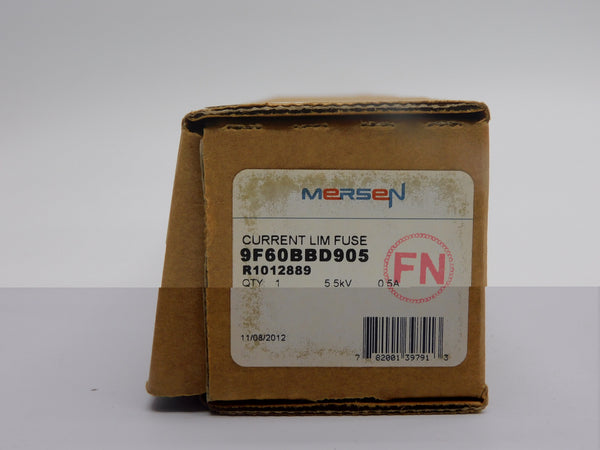 MERSEN
CURRENT LIM FUSE
9F60BBD905
R1012889
QTY 1 5.5kV 0.5A
FN
11/08/2012
7 82001 39791 3